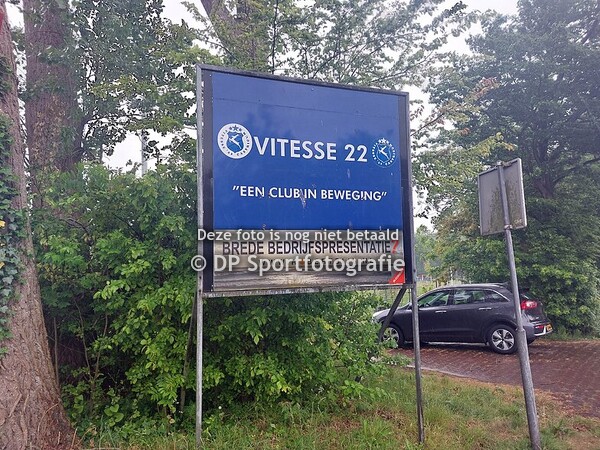 VITESSE 22
"EEN CLUB IN BEWEGING"
Deze foto is nog niet betaald
BREDE BEDRIJFSPRESENTATIE
© DP Sportfotografie